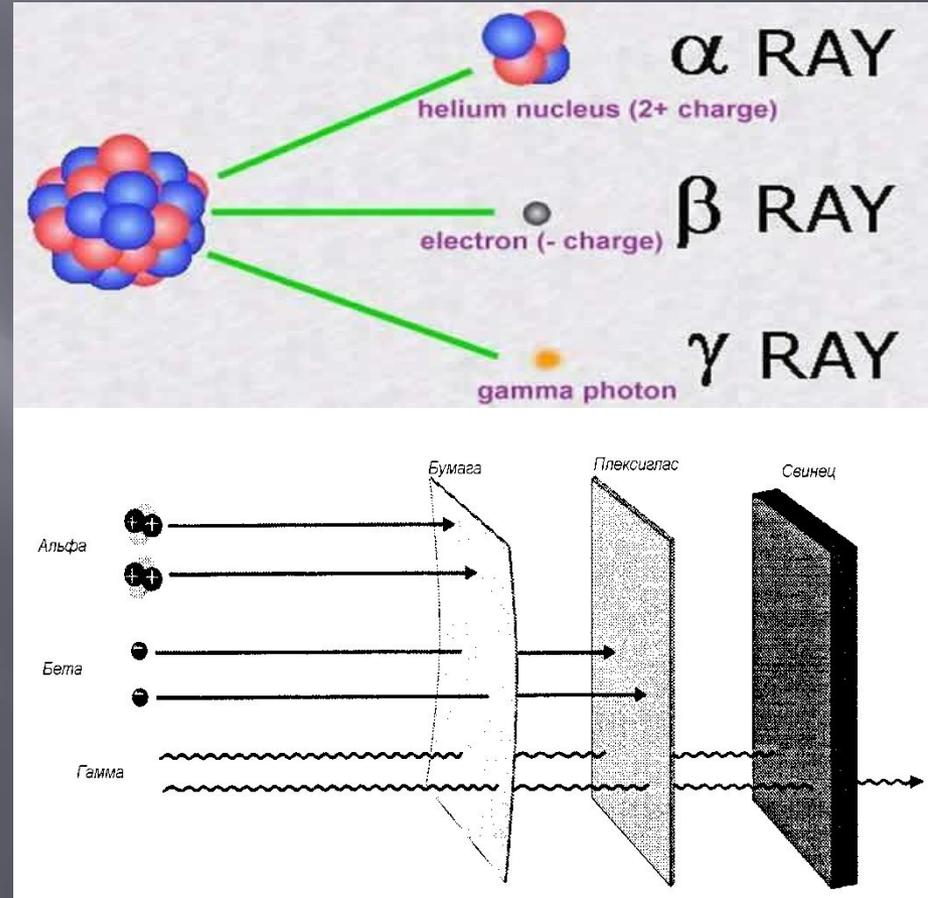 α RAY
helium nucleus (2+ charge)
β RAY
electron (- charge)
γ RAY
gamma photon
Бумага
Плексиглас
Свинец
Альфа
Бета
Гамма